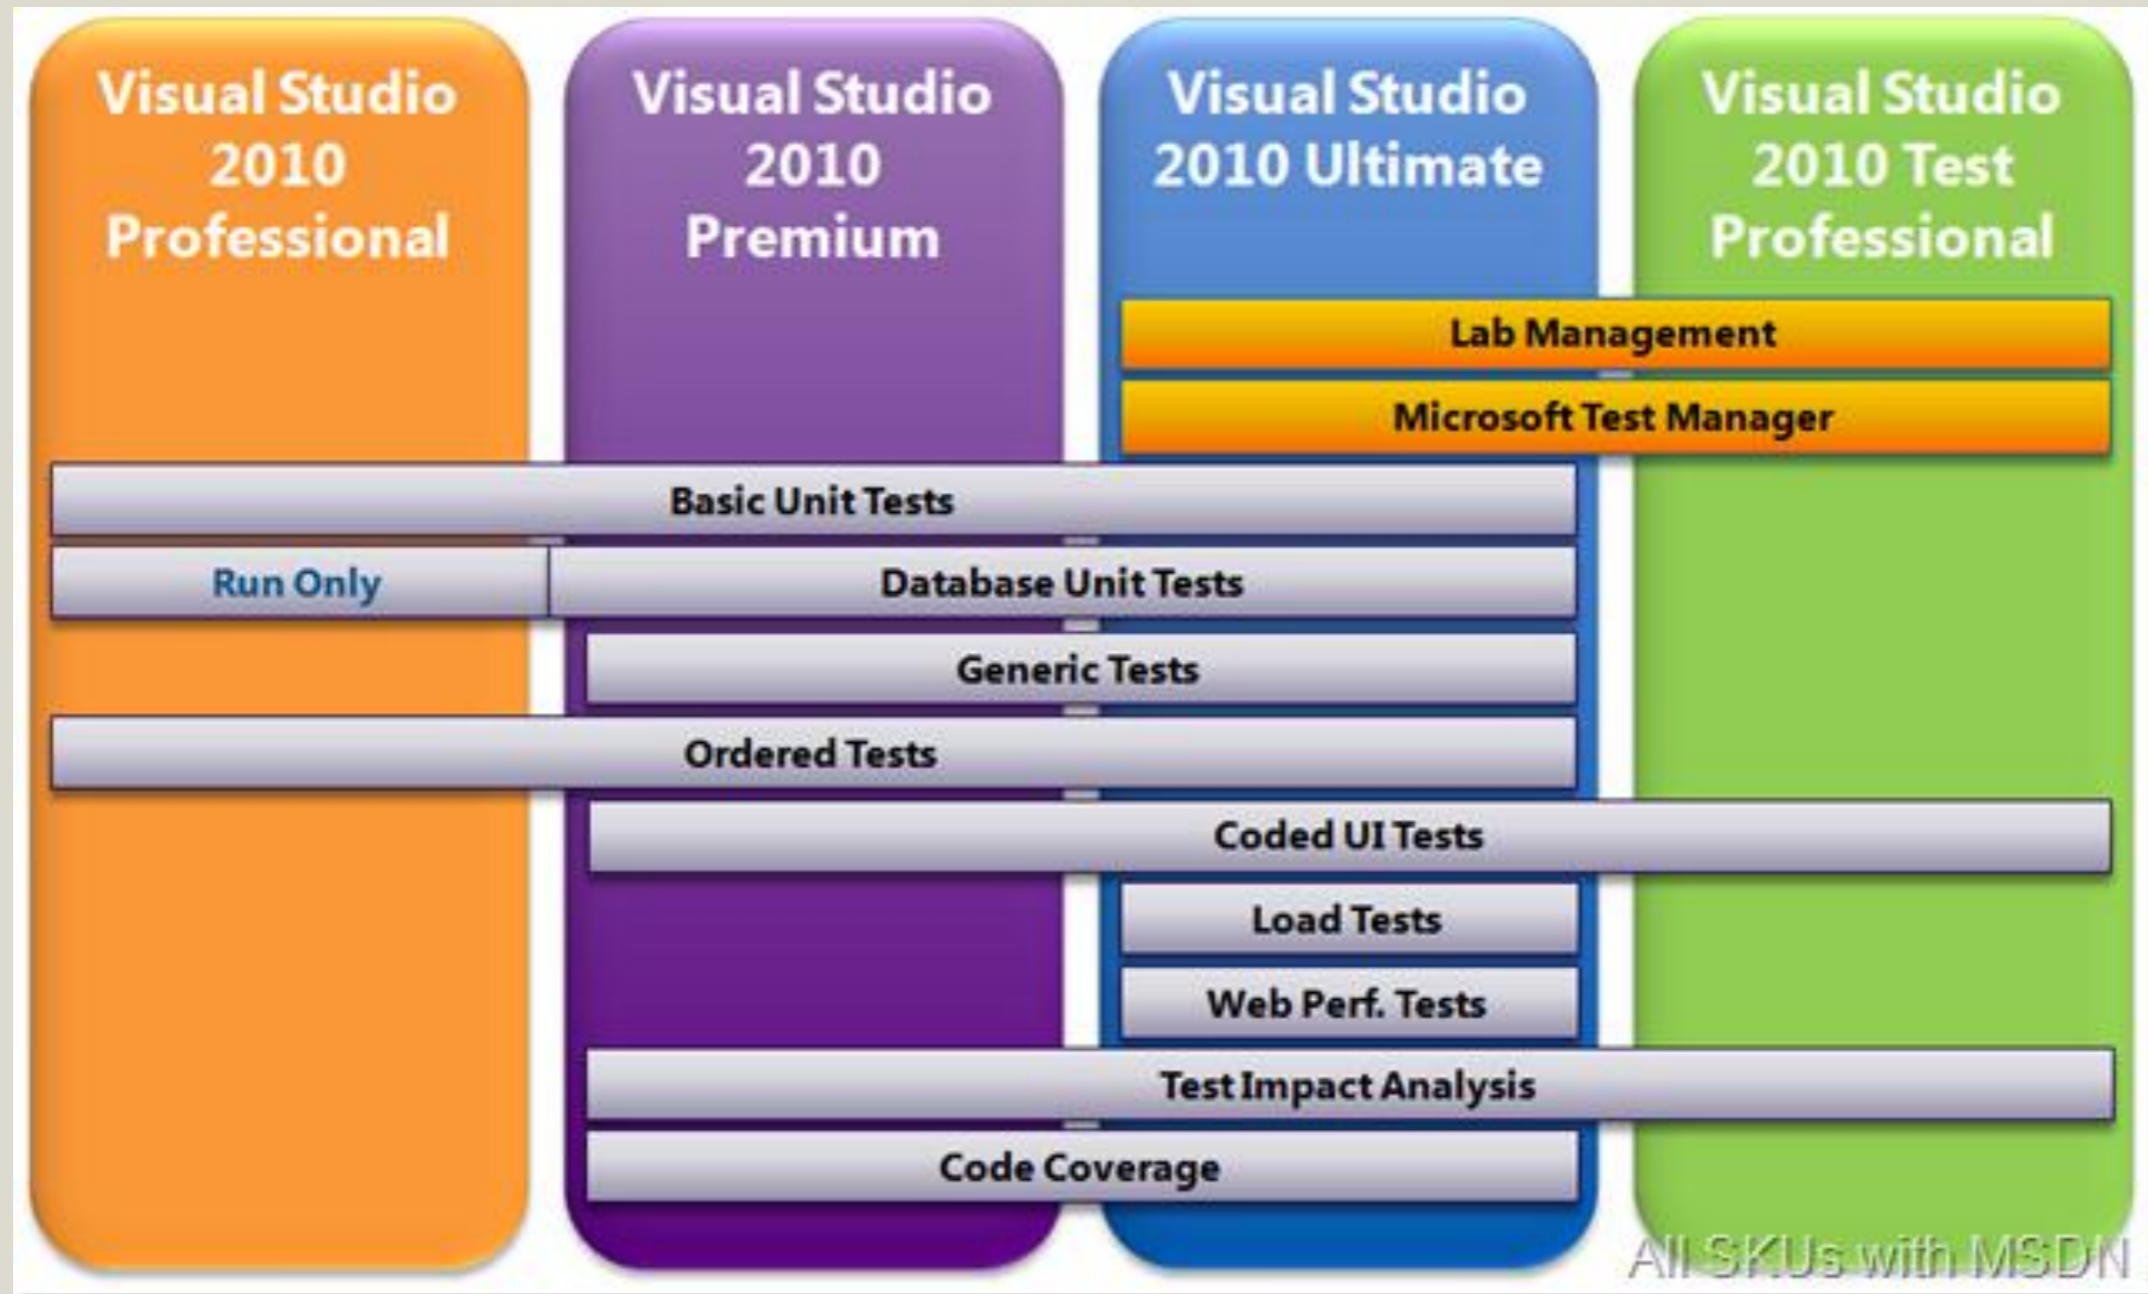 Visual Studio
2010
Professional
Visual Studio
2010
Premium
Visual Studio
2010 Ultimate
Visual Studio
2010 Test
Professional
Lab Management
Microsoft Test Manager
Basic Unit Tests
Run Only
Database Unit Tests
Generic Tests
Ordered Tests
Coded UI Tests
Load Tests
Web Perf. Tests
Test Impact Analysis
Code Coverage
All SKUs with MSDN